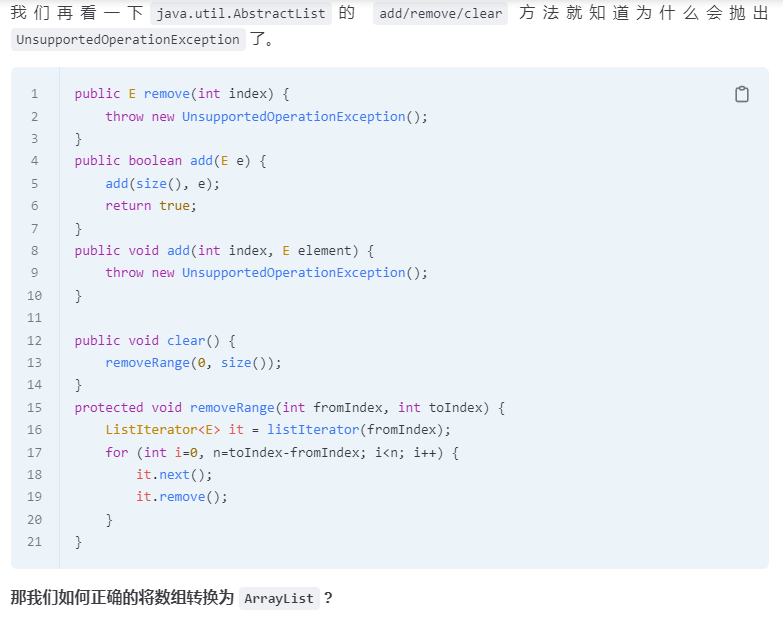 我们再看一下 java.util.AbstractList 的 add/remove/clear 方法就知道为什么会抛出
UnsupportedOperationException 了。
1 public E remove(int index) {
2     throw new UnsupportedOperationException();
3 }
4 public boolean add(E e) {
5     add(size(), e);
6     return true;
7 }
8 public void add(int index, E element) {
9     throw new UnsupportedOperationException();
10 }
11
12 public void clear() {
13     removeRange(0, size());
14 }
15 protected void removeRange(int fromIndex, int toIndex) {
16     ListIterator<E> it = listIterator(fromIndex);
17     for (int i=0, n=toIndex-fromIndex; i<n; i++) {
18         it.next();
19         it.remove();
20     }
21 }
那我们如何正确的将数组转换为 ArrayList ?